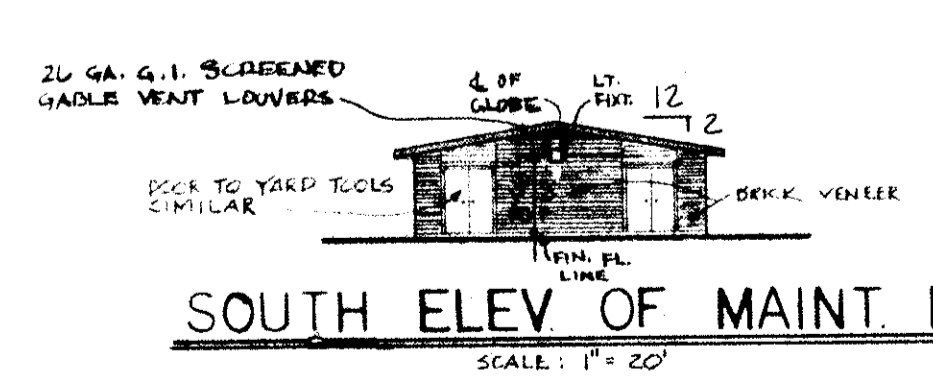 26 GA. G.I. SCREENED
GABLE VENT LOUVERS
℄ OF
GLOBE
LT.
FIXT.
12
2
DOOR TO YARD TOOLS
SIMILAR
BRICK VENEER
FIN. FL.
LINE
SOUTH ELEV. OF MAINT.
SCALE: 1" = 20'